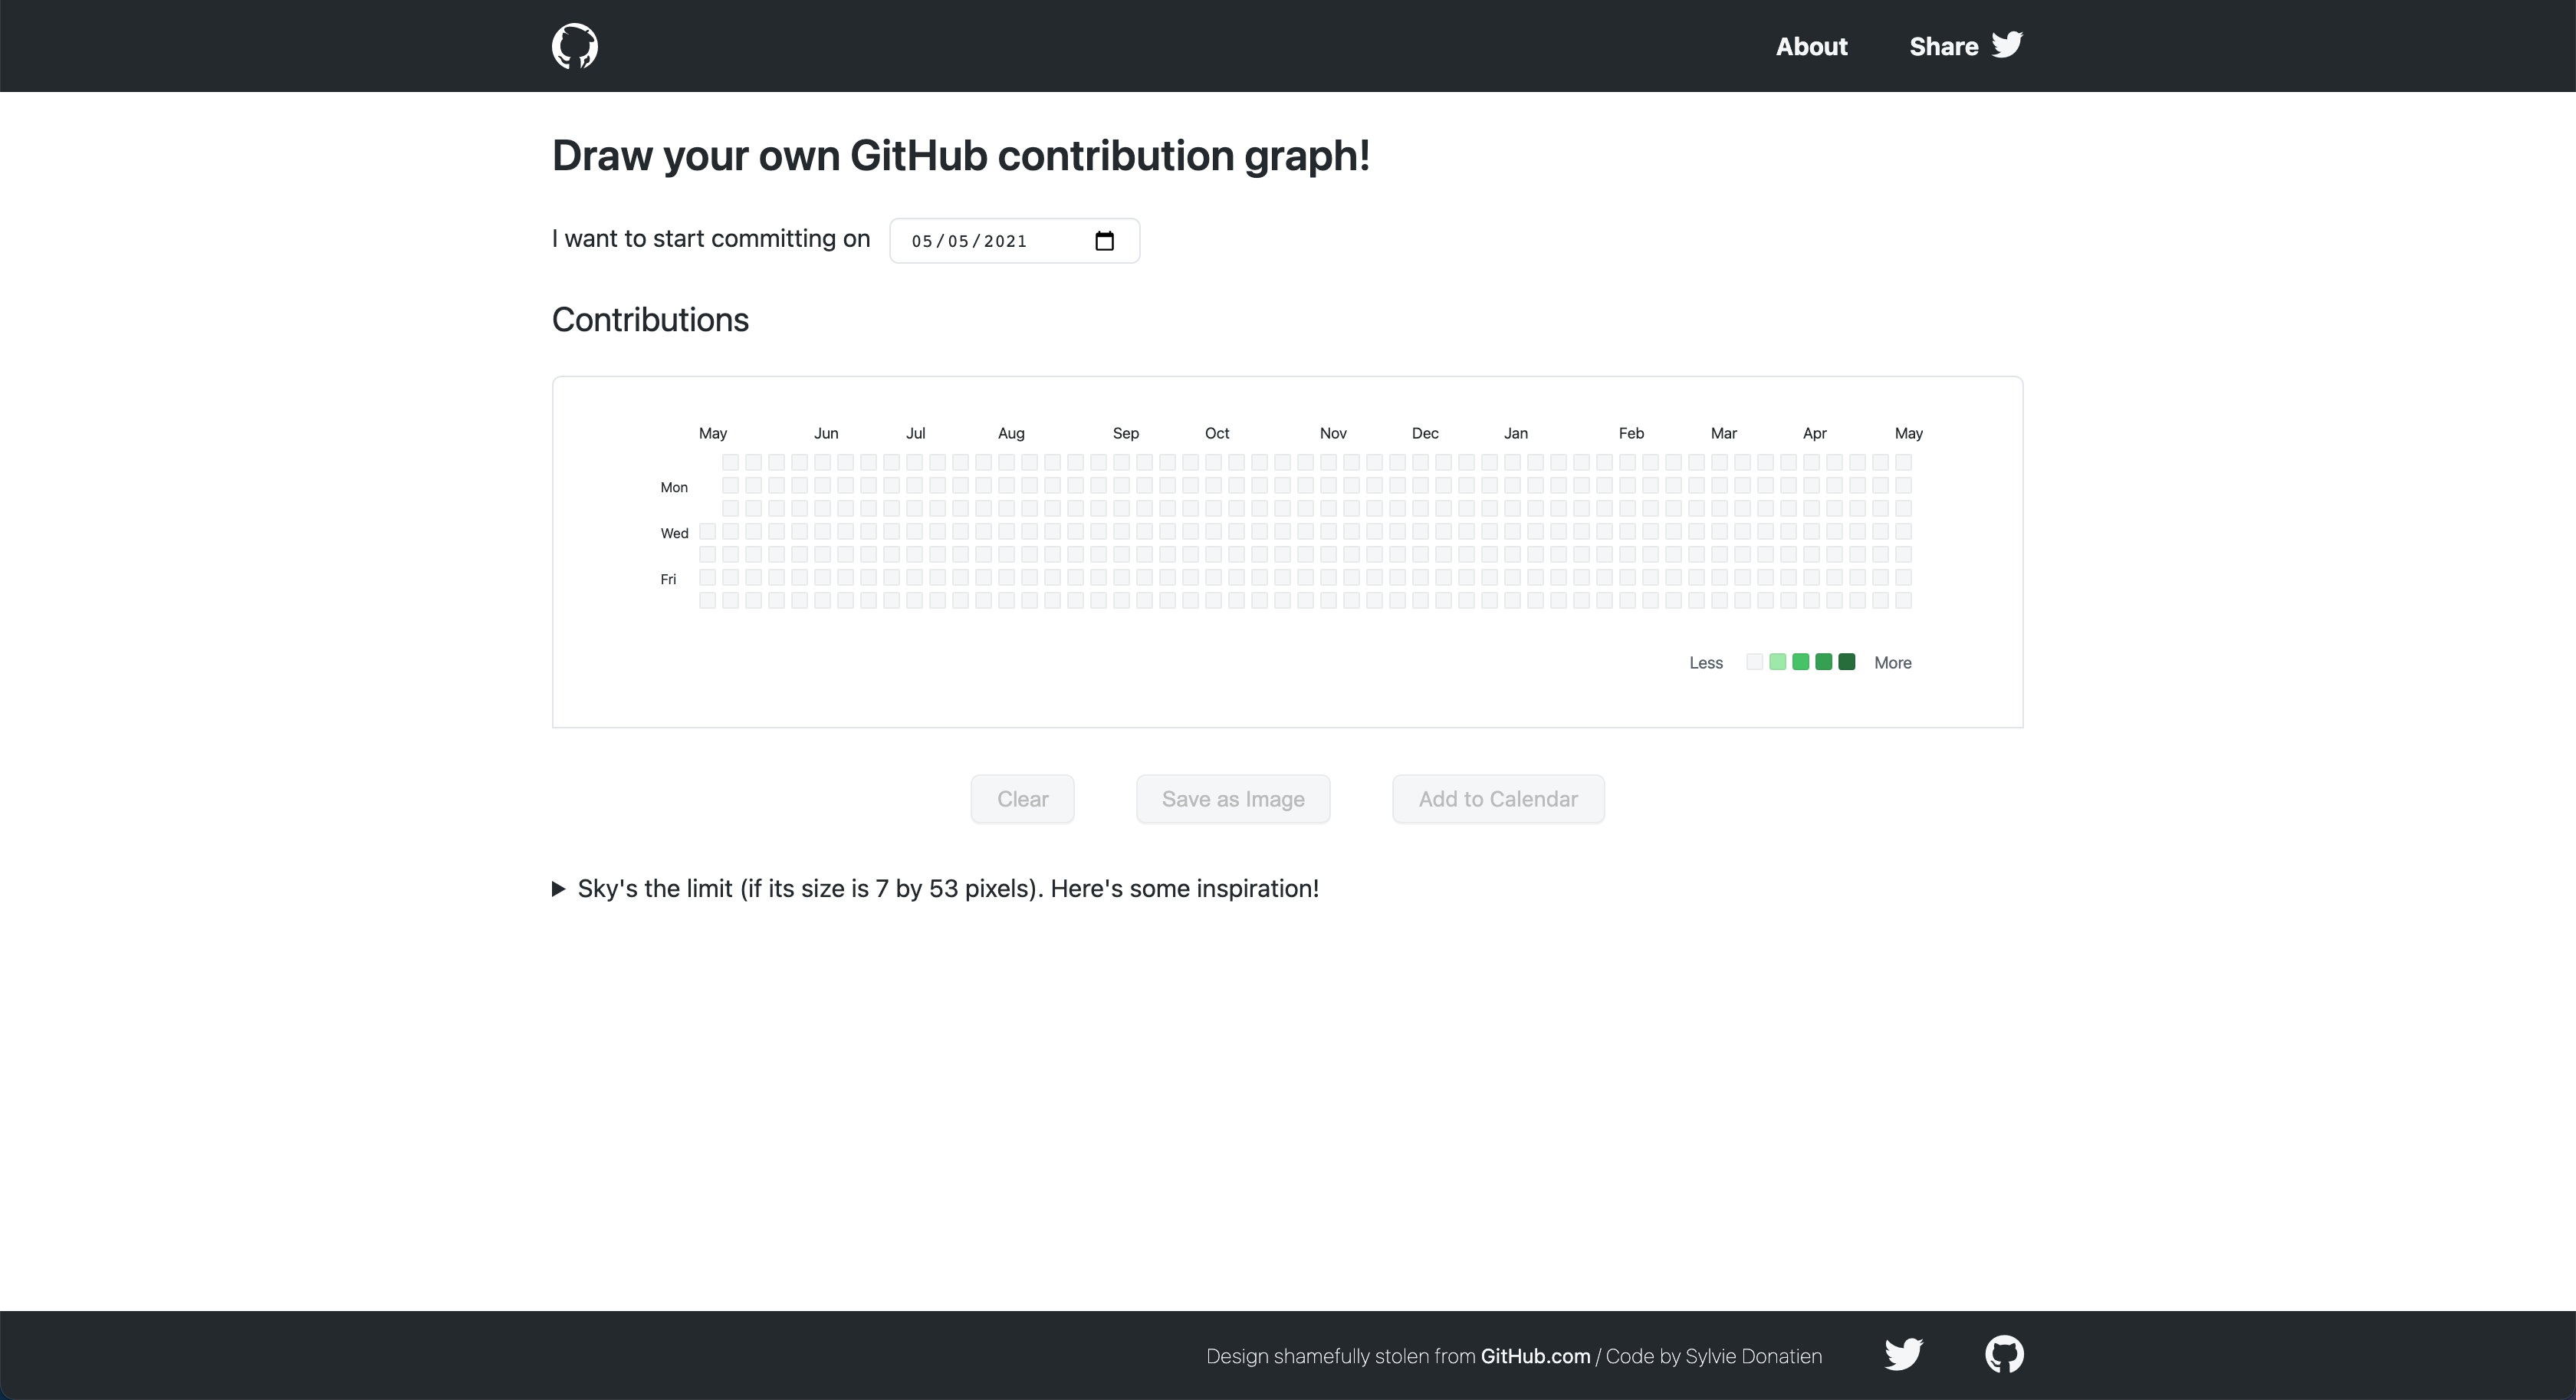 About Share
Draw your own GitHub contribution graph!
I want to start committing on 05/05/2021
Contributions
May Jun Jul Aug Sep Oct Nov Dec Jan Feb Mar Apr May
Mon
Wed
Fri
Less More
Clear Save as Image Add to Calendar
Sky's the limit (if its size is 7 by 53 pixels). Here's some inspiration!
Design shamefully stolen from GitHub.com / Code by Sylvie Donatien